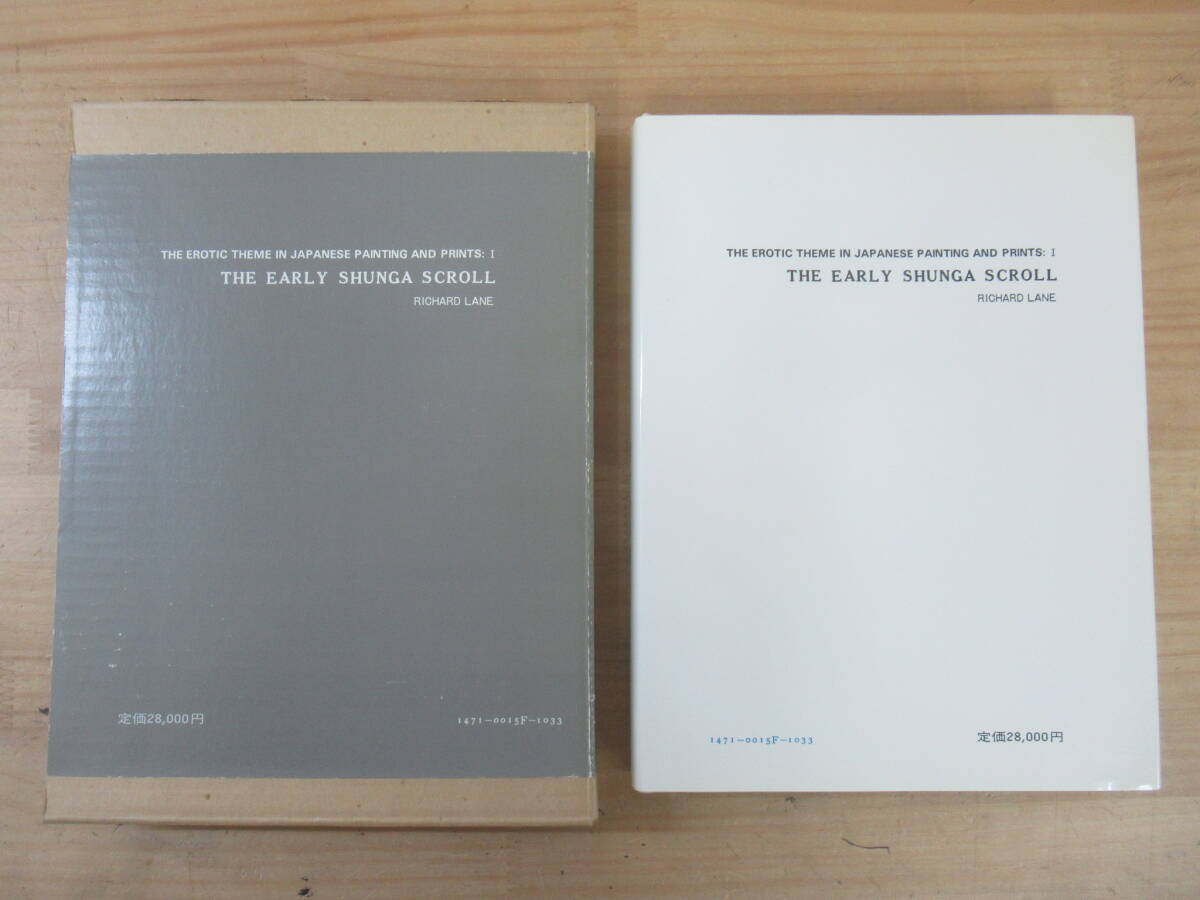 THE EROTIC THEME IN JAPANESE PAINTING AND PRINTS: I
THE EARLY SHUNGA SCROLL
RICHARD LANE
定価28,000円
1471-0015F-1033
THE EROTIC THEME IN JAPANESE PAINTING AND PRINTS: I
THE EARLY SHUNGA SCROLL
RICHARD LANE
1471-0015F-1033
定価28,000円